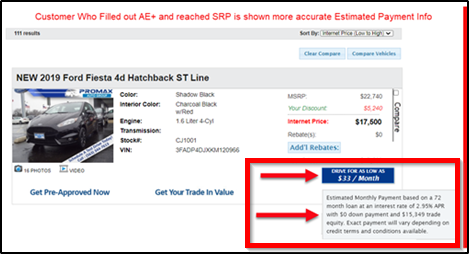 Customer Who Filled out AE+ and reached SRP is shown more accurate Estimated Payment Info
111 results
Sort By: Internet Price (Low to High)
Clear Compare
Compare Vehicles
NEW 2019 Ford Fiesta 4d Hatchback ST Line
PROMAX
Color: Shadow Black
Interior Color: Charcoal Black
w/Red
Engine: 1.6 Liter 4-Cyl
Transmission:
Stock#: CJ1001
VIN: 3FADP4DJXKM120966
MSRP: $22,740
Your Discount: $5,240
Internet Price: $17,500
Rebate(s): $0
Add'l Rebates:
Compare
16 PHOTOS
VIDEO
Get Pre-Approved Now
Get Your Trade In Value
DRIVE FOR AS LOW AS
$33 / Month
Estimated Monthly Payment based on a 72
month loan at an interest rate of 2.95% APR
with $0 down payment and $15,349 trade
equity. Exact payment will vary depending on
credit terms and conditions available.